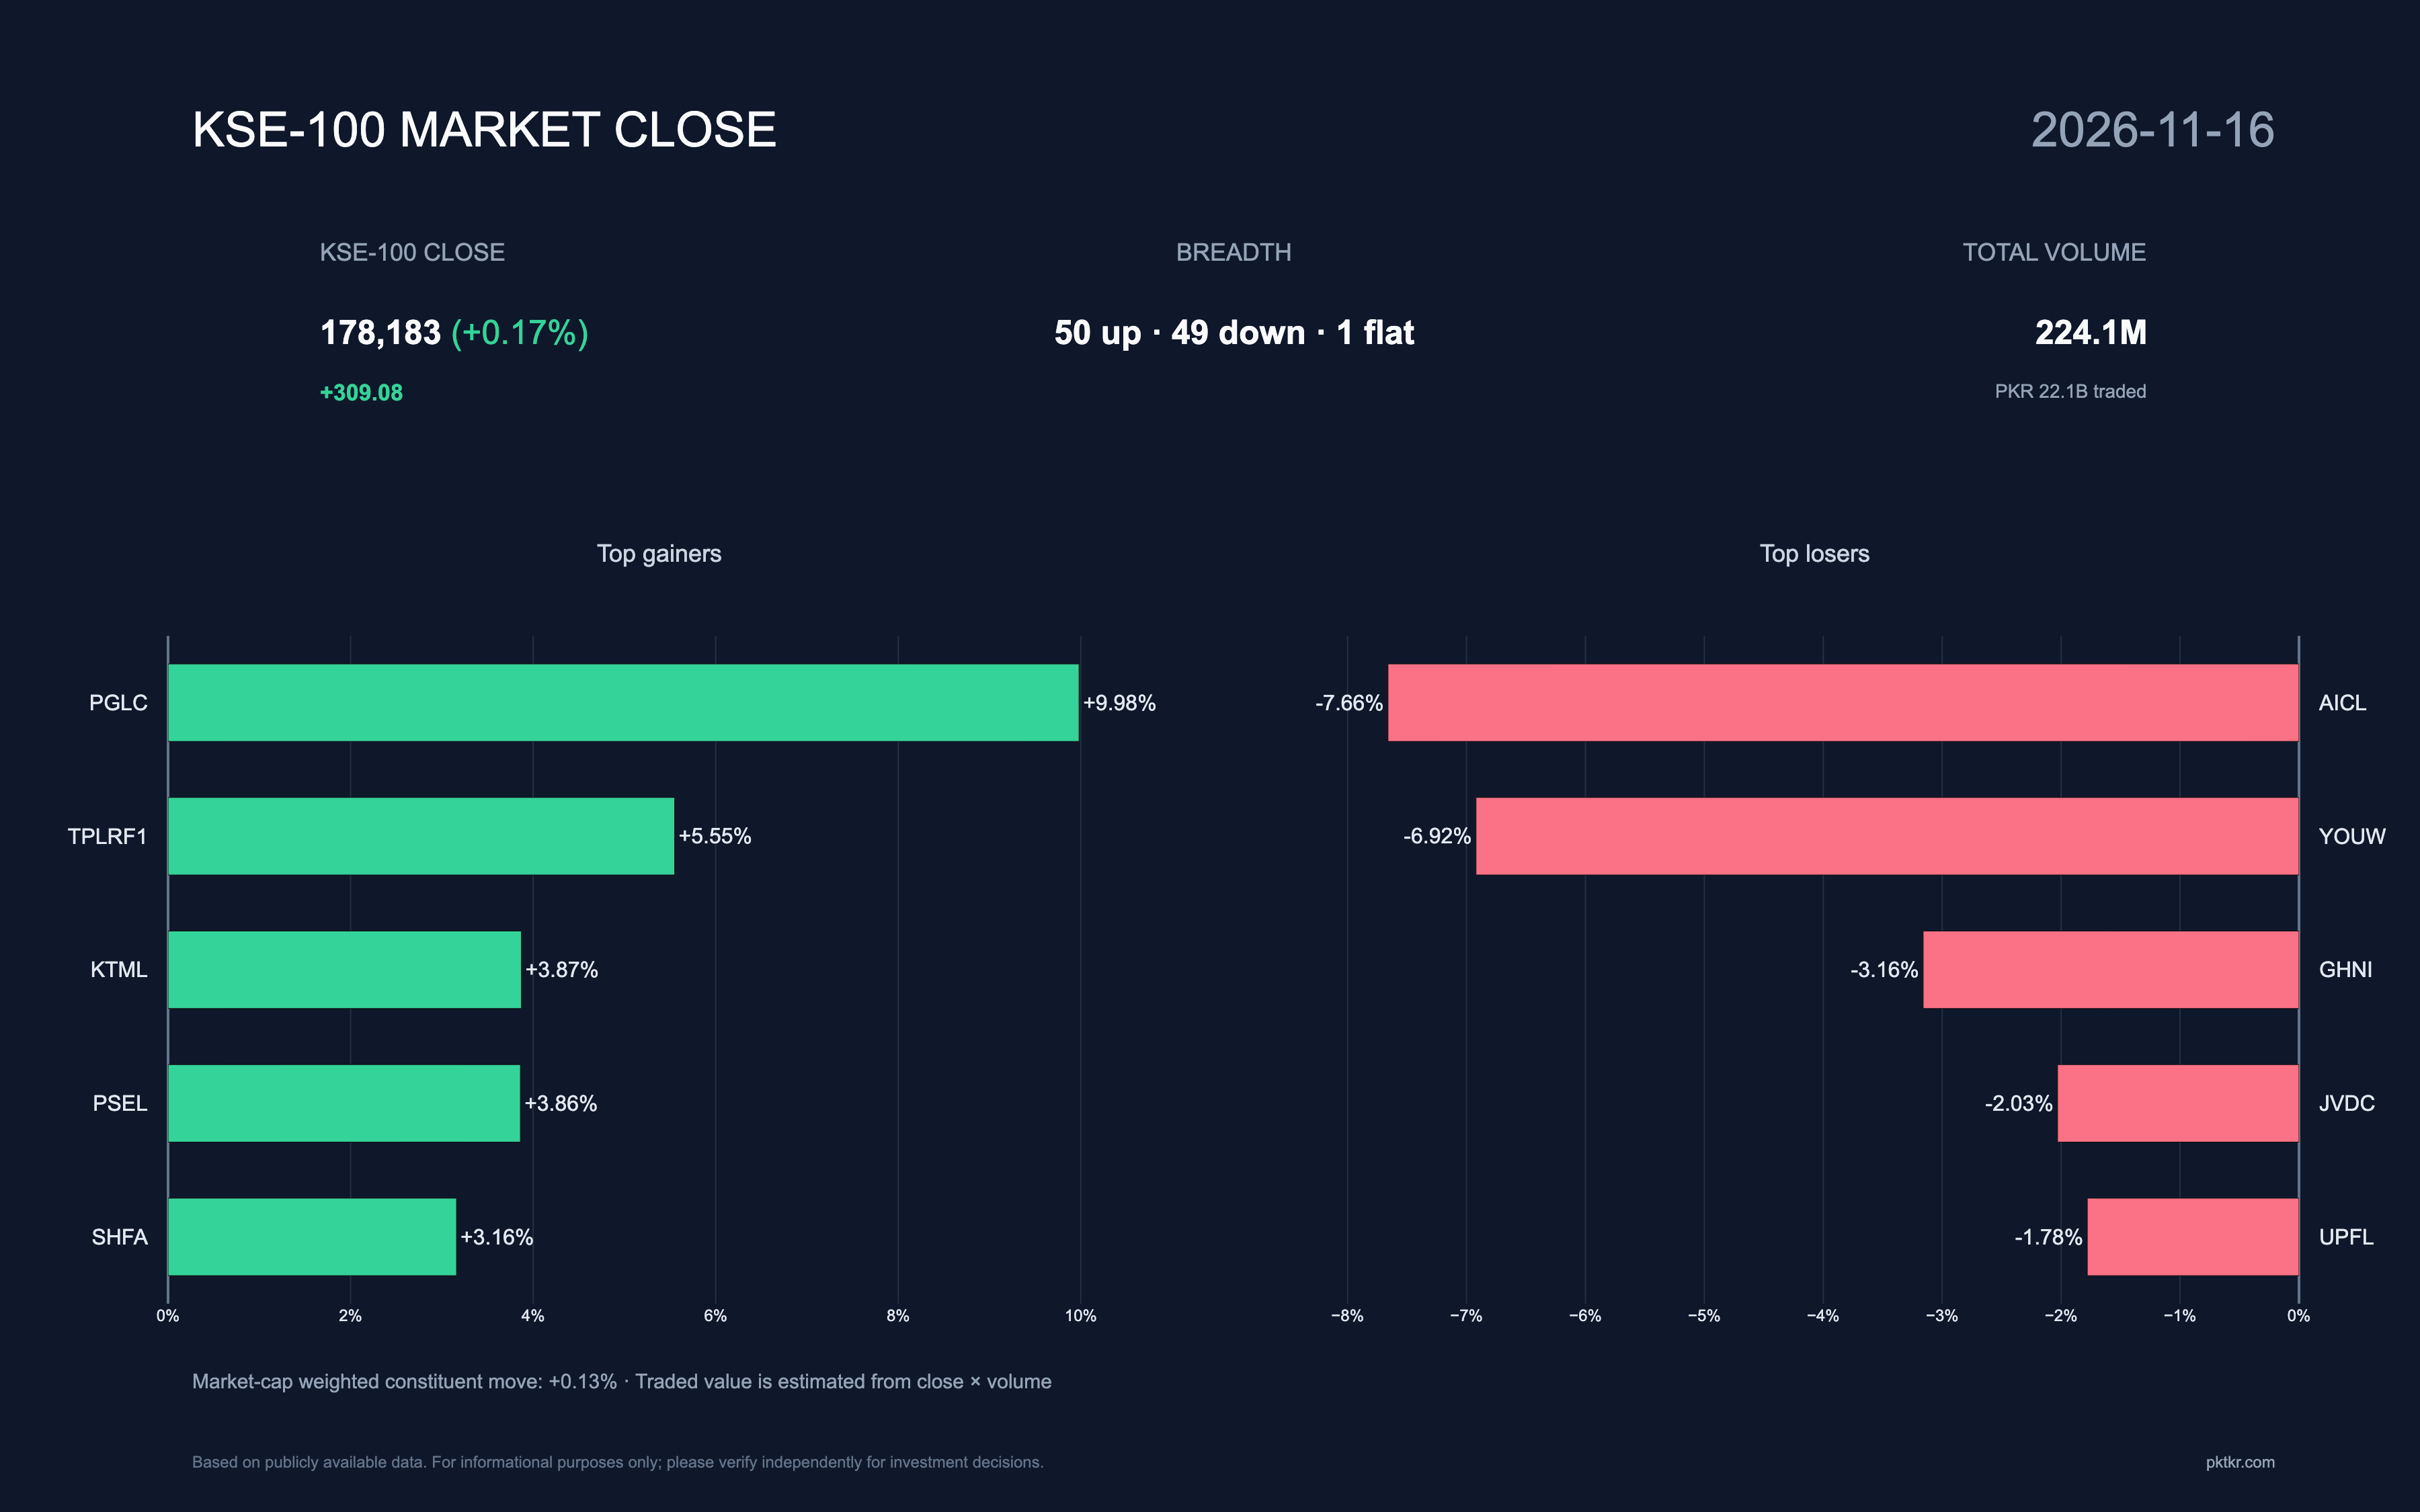 KSE-100 MARKET CLOSE
2026-11-16
KSE-100 CLOSE
178,183 (+0.17%)
+309.08
BREADTH
50 up · 49 down · 1 flat
TOTAL VOLUME
224.1M
PKR 22.1B traded
Top gainers
PGLC +9.98%
TPLRF1 +5.55%
KTML +3.87%
PSEL +3.86%
SHFA +3.16%
0% 2% 4% 6% 8% 10%
Top losers
-7.66% AICL
-6.92% YOUW
-3.16% GHNI
-2.03% JVDC
-1.78% UPFL
−8% −7% −6% −5% −4% −3% −2% −1% 0%
Market-cap weighted constituent move: +0.13% · Traded value is estimated from close × volume
Based on publicly available data. For informational purposes only; please verify independently for investment decisions.
pktkr.com